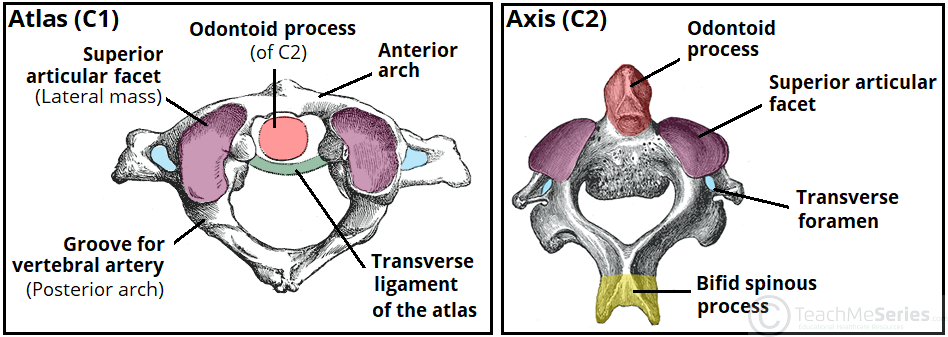 Atlas (C1)
Odontoid process
(of C2)
Superior
articular facet
(Lateral mass)
Anterior
arch
Groove for
vertebral artery
(Posterior arch)
Transverse
ligament
of the atlas
Axis (C2)
Odontoid
process
Superior articular
facet
Transverse
foramen
Bifid spinous
process
© TeachMeSeries